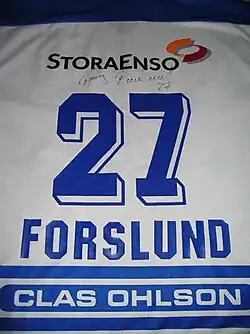 STORAENSO
27
FORSLUND
CLAS OHLSON